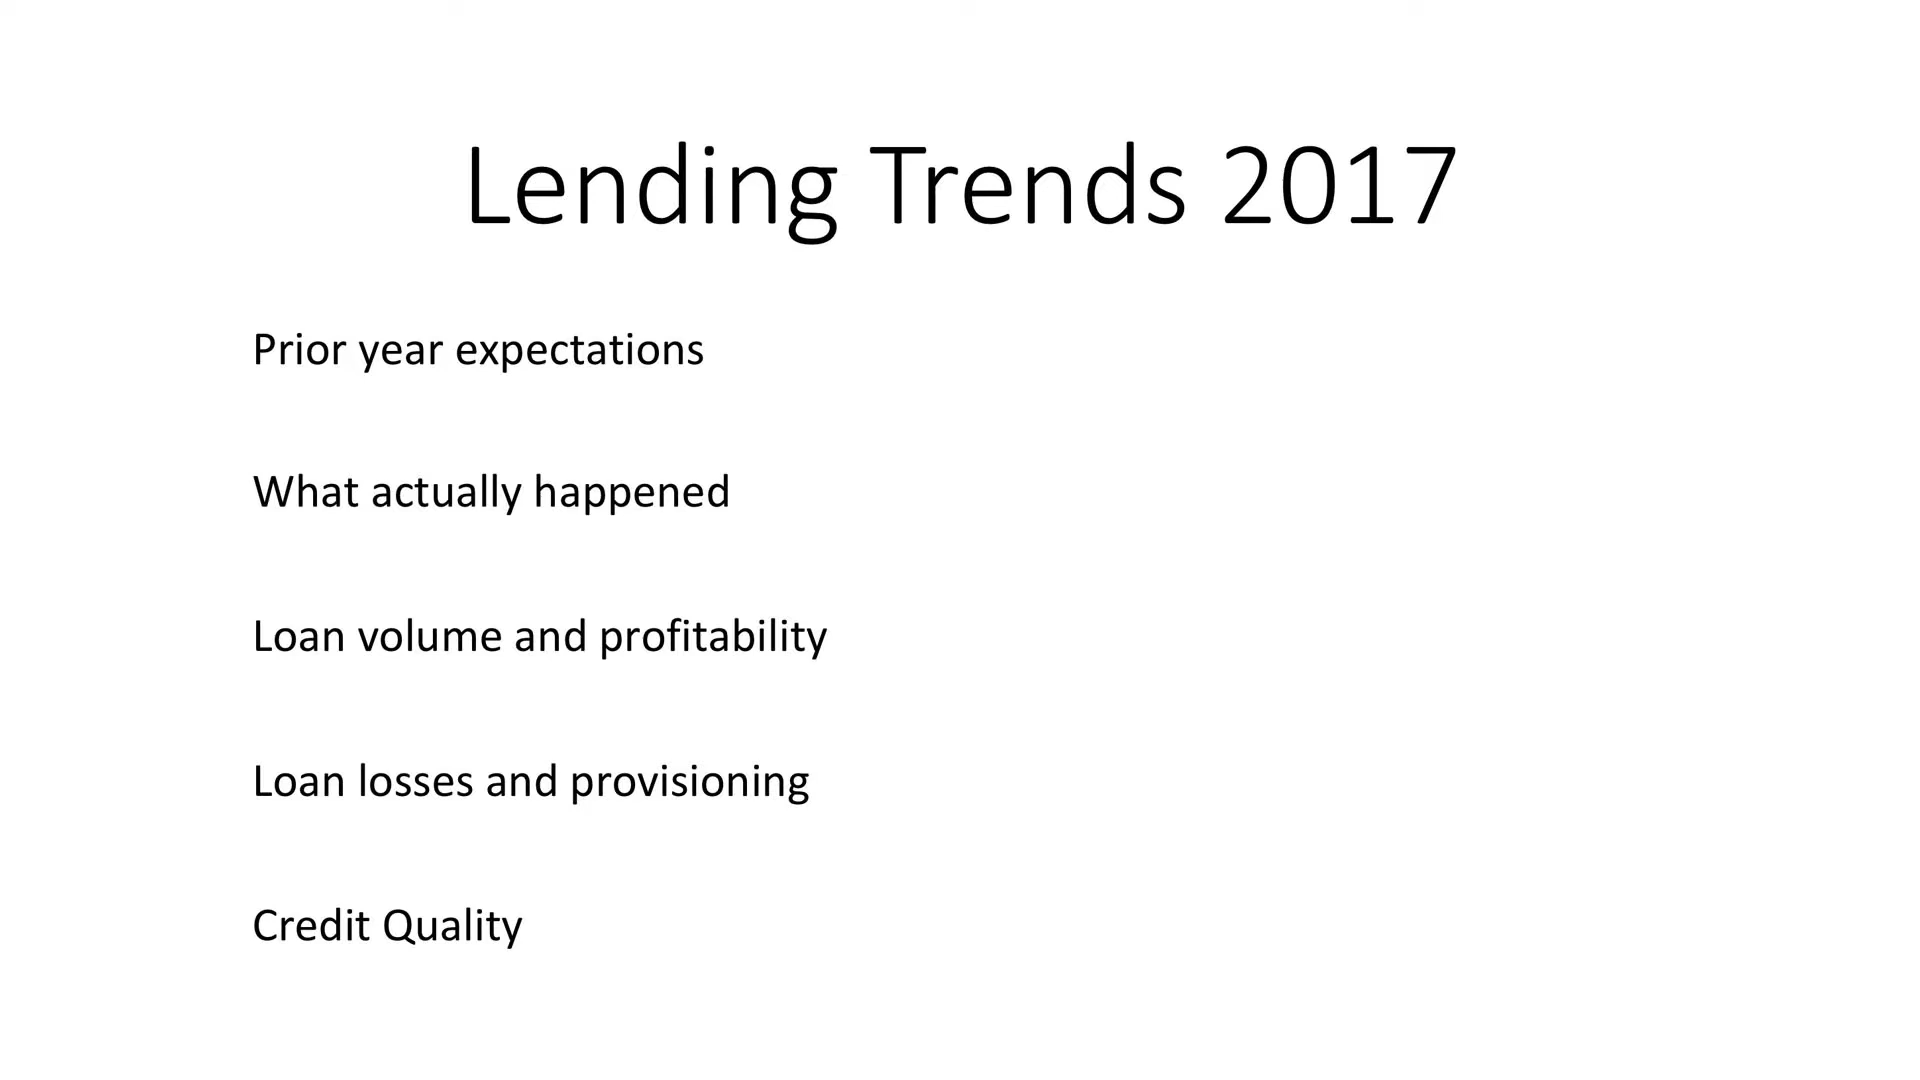 Lending Trends 2017
Prior year expectations
What actually happened
Loan volume and profitability
Loan losses and provisioning
Credit Quality